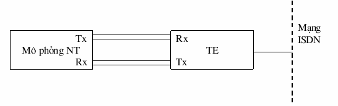 Tx
Mô phỏng NT
Rx
Rx
TE
Tx
Mạng
ISDN